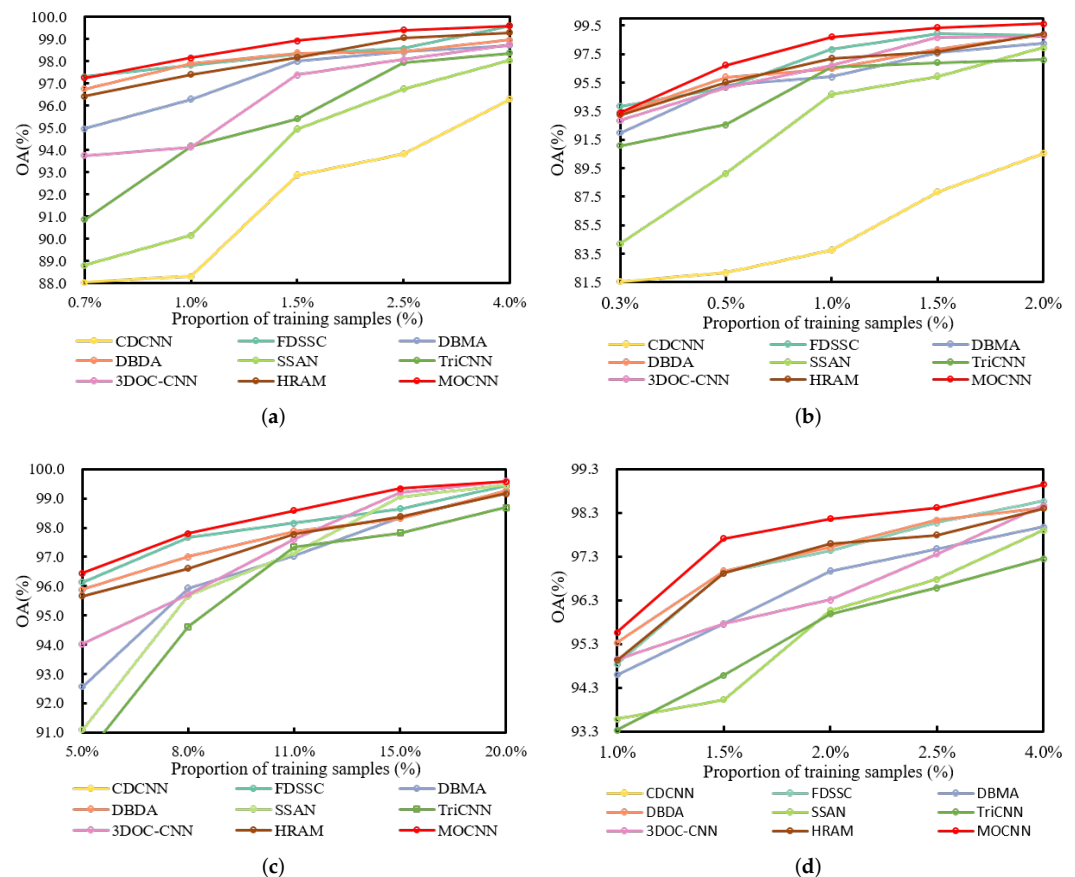 100.0
99.0
98.0
97.0
96.0
95.0
94.0
93.0
92.0
91.0
90.0
89.0
88.0
OA(%)
0.7% 1.0% 1.5% 2.5% 4.0%
Proportion of training samples (%)
CDCNN FDSSC DBMA
DBDA SSAN TriCNN
3DOC-CNN HRAM MOCNN
(a)
99.5
97.5
95.5
93.5
91.5
89.5
87.5
85.5
83.5
81.5
OA(%)
0.3% 0.5% 1.0% 1.5% 2.0%
Proportion of training samples (%)
CDCNN FDSSC DBMA
DBDA SSAN TriCNN
3DOC-CNN HRAM MOCNN
(b)
100.0
99.0
98.0
97.0
96.0
95.0
94.0
93.0
92.0
91.0
OA(%)
5.0% 8.0% 11.0% 15.0% 20.0%
Proportion of training samples (%)
CDCNN FDSSC DBMA
DBDA SSAN TriCNN
3DOC-CNN HRAM MOCNN
(c)
99.3
98.3
97.3
96.3
95.3
94.3
93.3
OA(%)
1.0% 1.5% 2.0% 2.5% 4.0%
Proportion of training samples (%)
CDCNN FDSSC DBMA
DBDA SSAN TriCNN
3DOC-CNN HRAM MOCNN
(d)